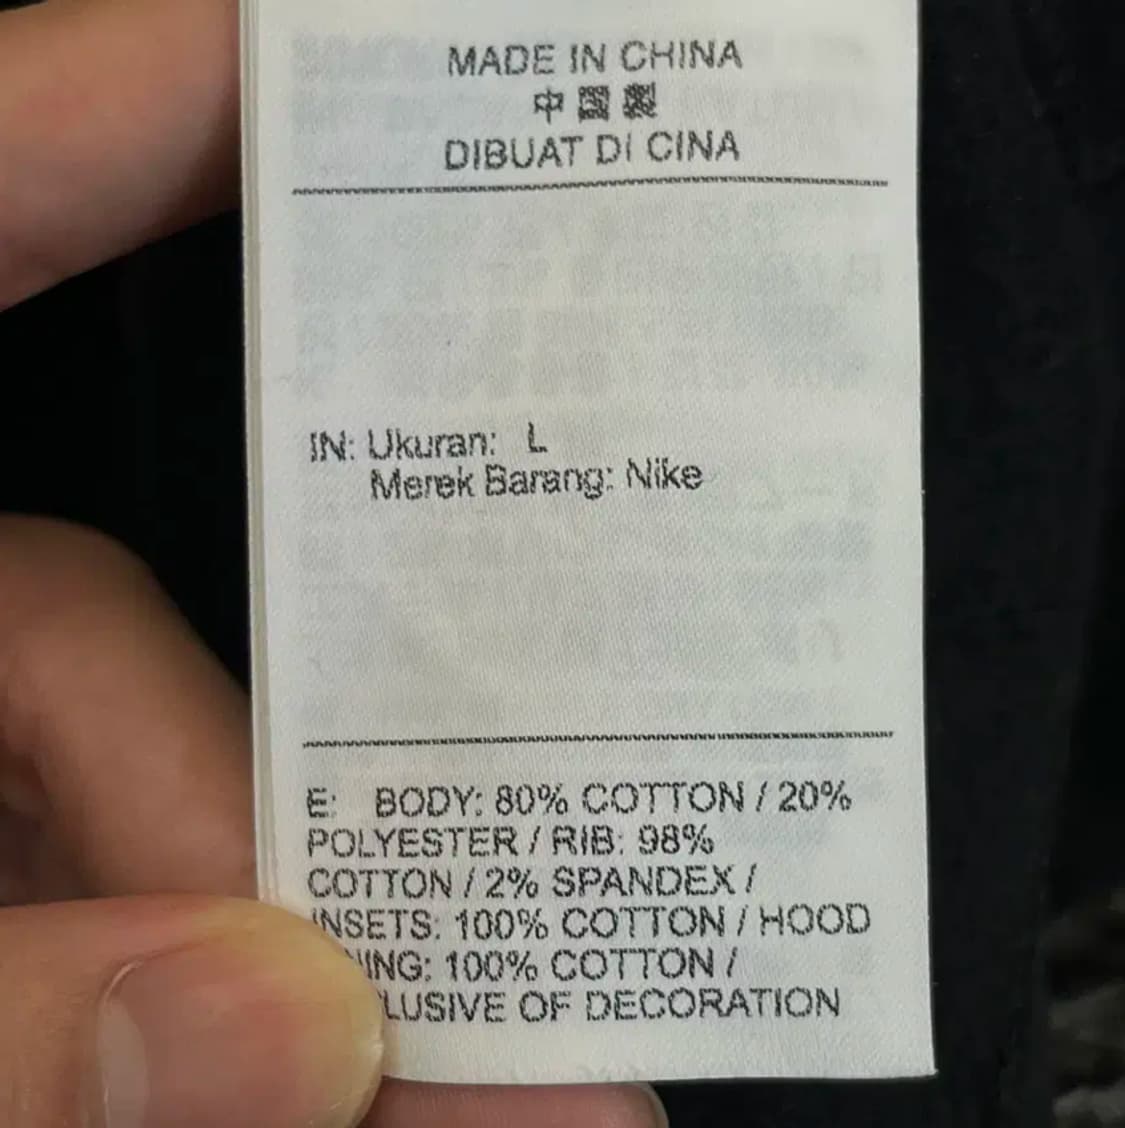 MADE IN CHINA
中國製
DIBUAT DI CINA
IN: Ukuran: L
Merek Barang: Nike
E: BODY: 80% COTTON / 20%
POLYESTER / RIB: 98%
COTTON / 2% SPANDEX /
INSETS: 100% COTTON / HOOD
ING: 100% COTTON /
LUSIVE OF DECORATION